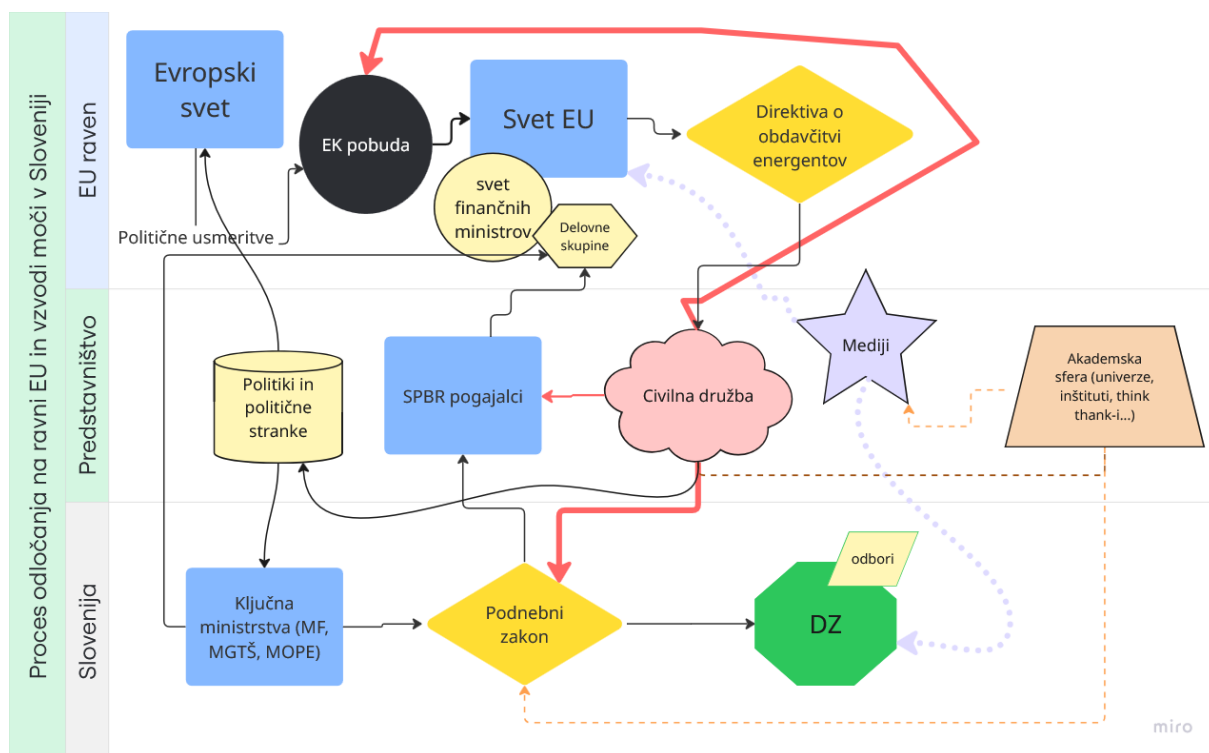 Proces odločanja na ravni EU in vzvodi moči v Sloveniji
EU raven
Evropski
svet
EK pobuda
Svet EU
Direktiva o
obdavčitvi
energentov
svet
finančnih
ministrov
Delovne
skupine
Politične usmeritve
Predstavništvo
Politiki in
politične
stranke
SPBR pogajalci
Civilna družba
Mediji
Akademska
sfera (univerze,
inštituti, think
thank-i...)
Slovenija
Ključna
ministrstva (MF,
MGTŠ, MOPE)
Podnebni
zakon
odbori
DZ
miro